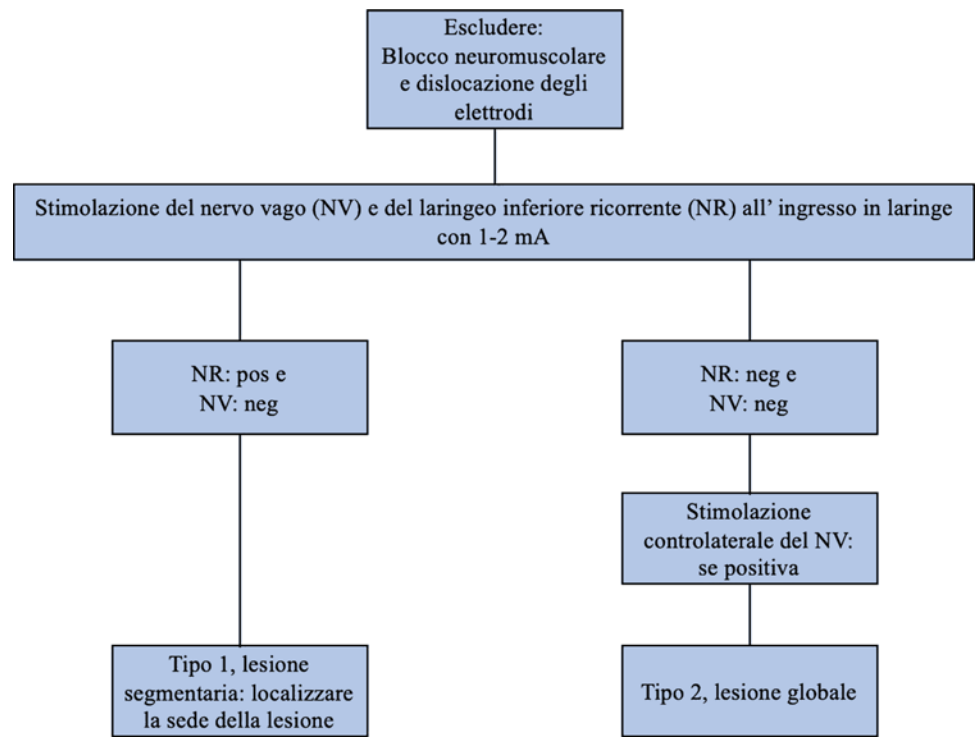 Escludere:
Blocco neuromuscolare
e dislocazione degli
elettrodi
Stimolazione del nervo vago (NV) e del laringeo inferiore ricorrente (NR) all’ ingresso in laringe
con 1-2 mA
NR: pos e
NV: neg
NR: neg e
NV: neg
Stimolazione
controlaterale del NV:
se positiva
Tipo 1, lesione
segmentaria: localizzare
la sede della lesione
Tipo 2, lesione globale